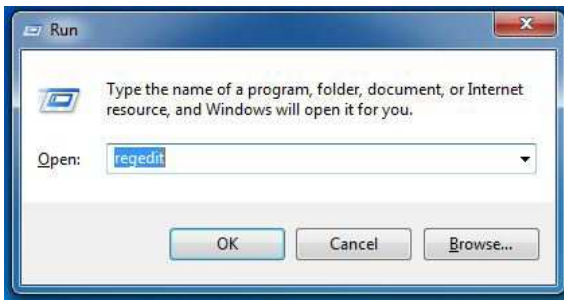 Run
Type the name of a program, folder, document, or Internet
resource, and Windows will open it for you.
Open: regedit
OK Cancel Browse...